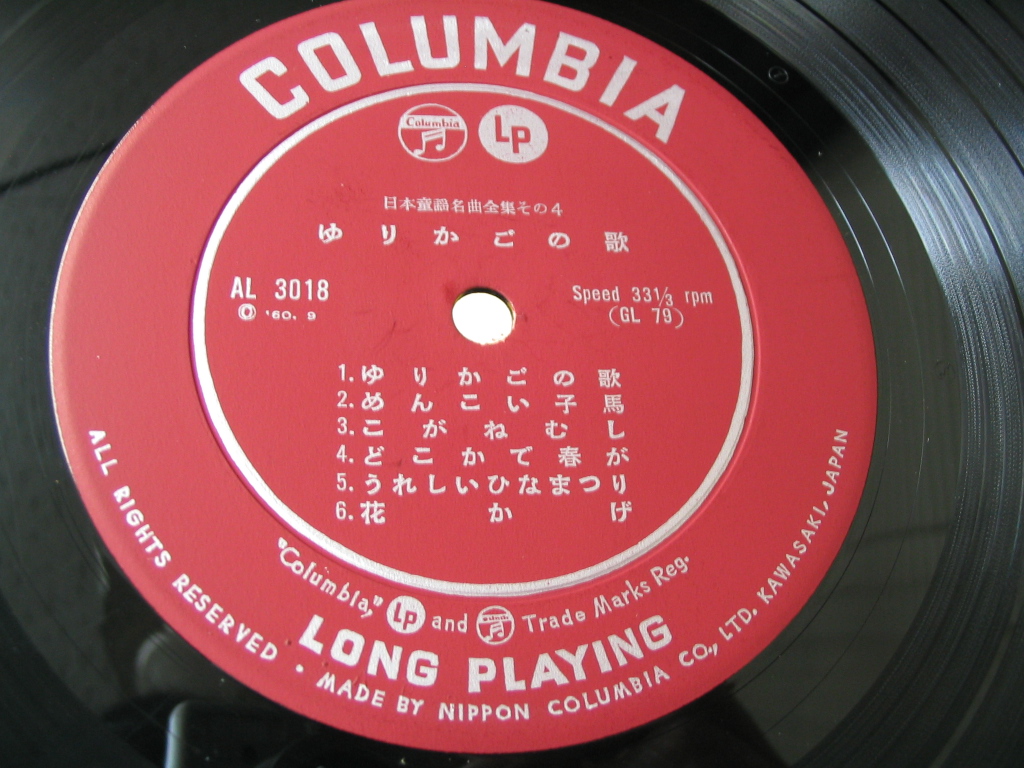 COLUMBIA
Columbia
LP
日本童謡名曲全集その4
ゆりかごの歌
AL 3018
Speed 33 1/3 rpm
© '60. 9
(GL 79)
1. ゆりかごの歌
2. めんこい子馬
3. こがねむし
4. どこかで春が
5. うれしいひなまつり
6. 花かげ
"Columbia," LP and Trade Marks Reg.
LONG PLAYING
ALL RIGHTS RESERVED • MADE BY NIPPON COLUMBIA CO., LTD. KAWASAKI, JAPAN